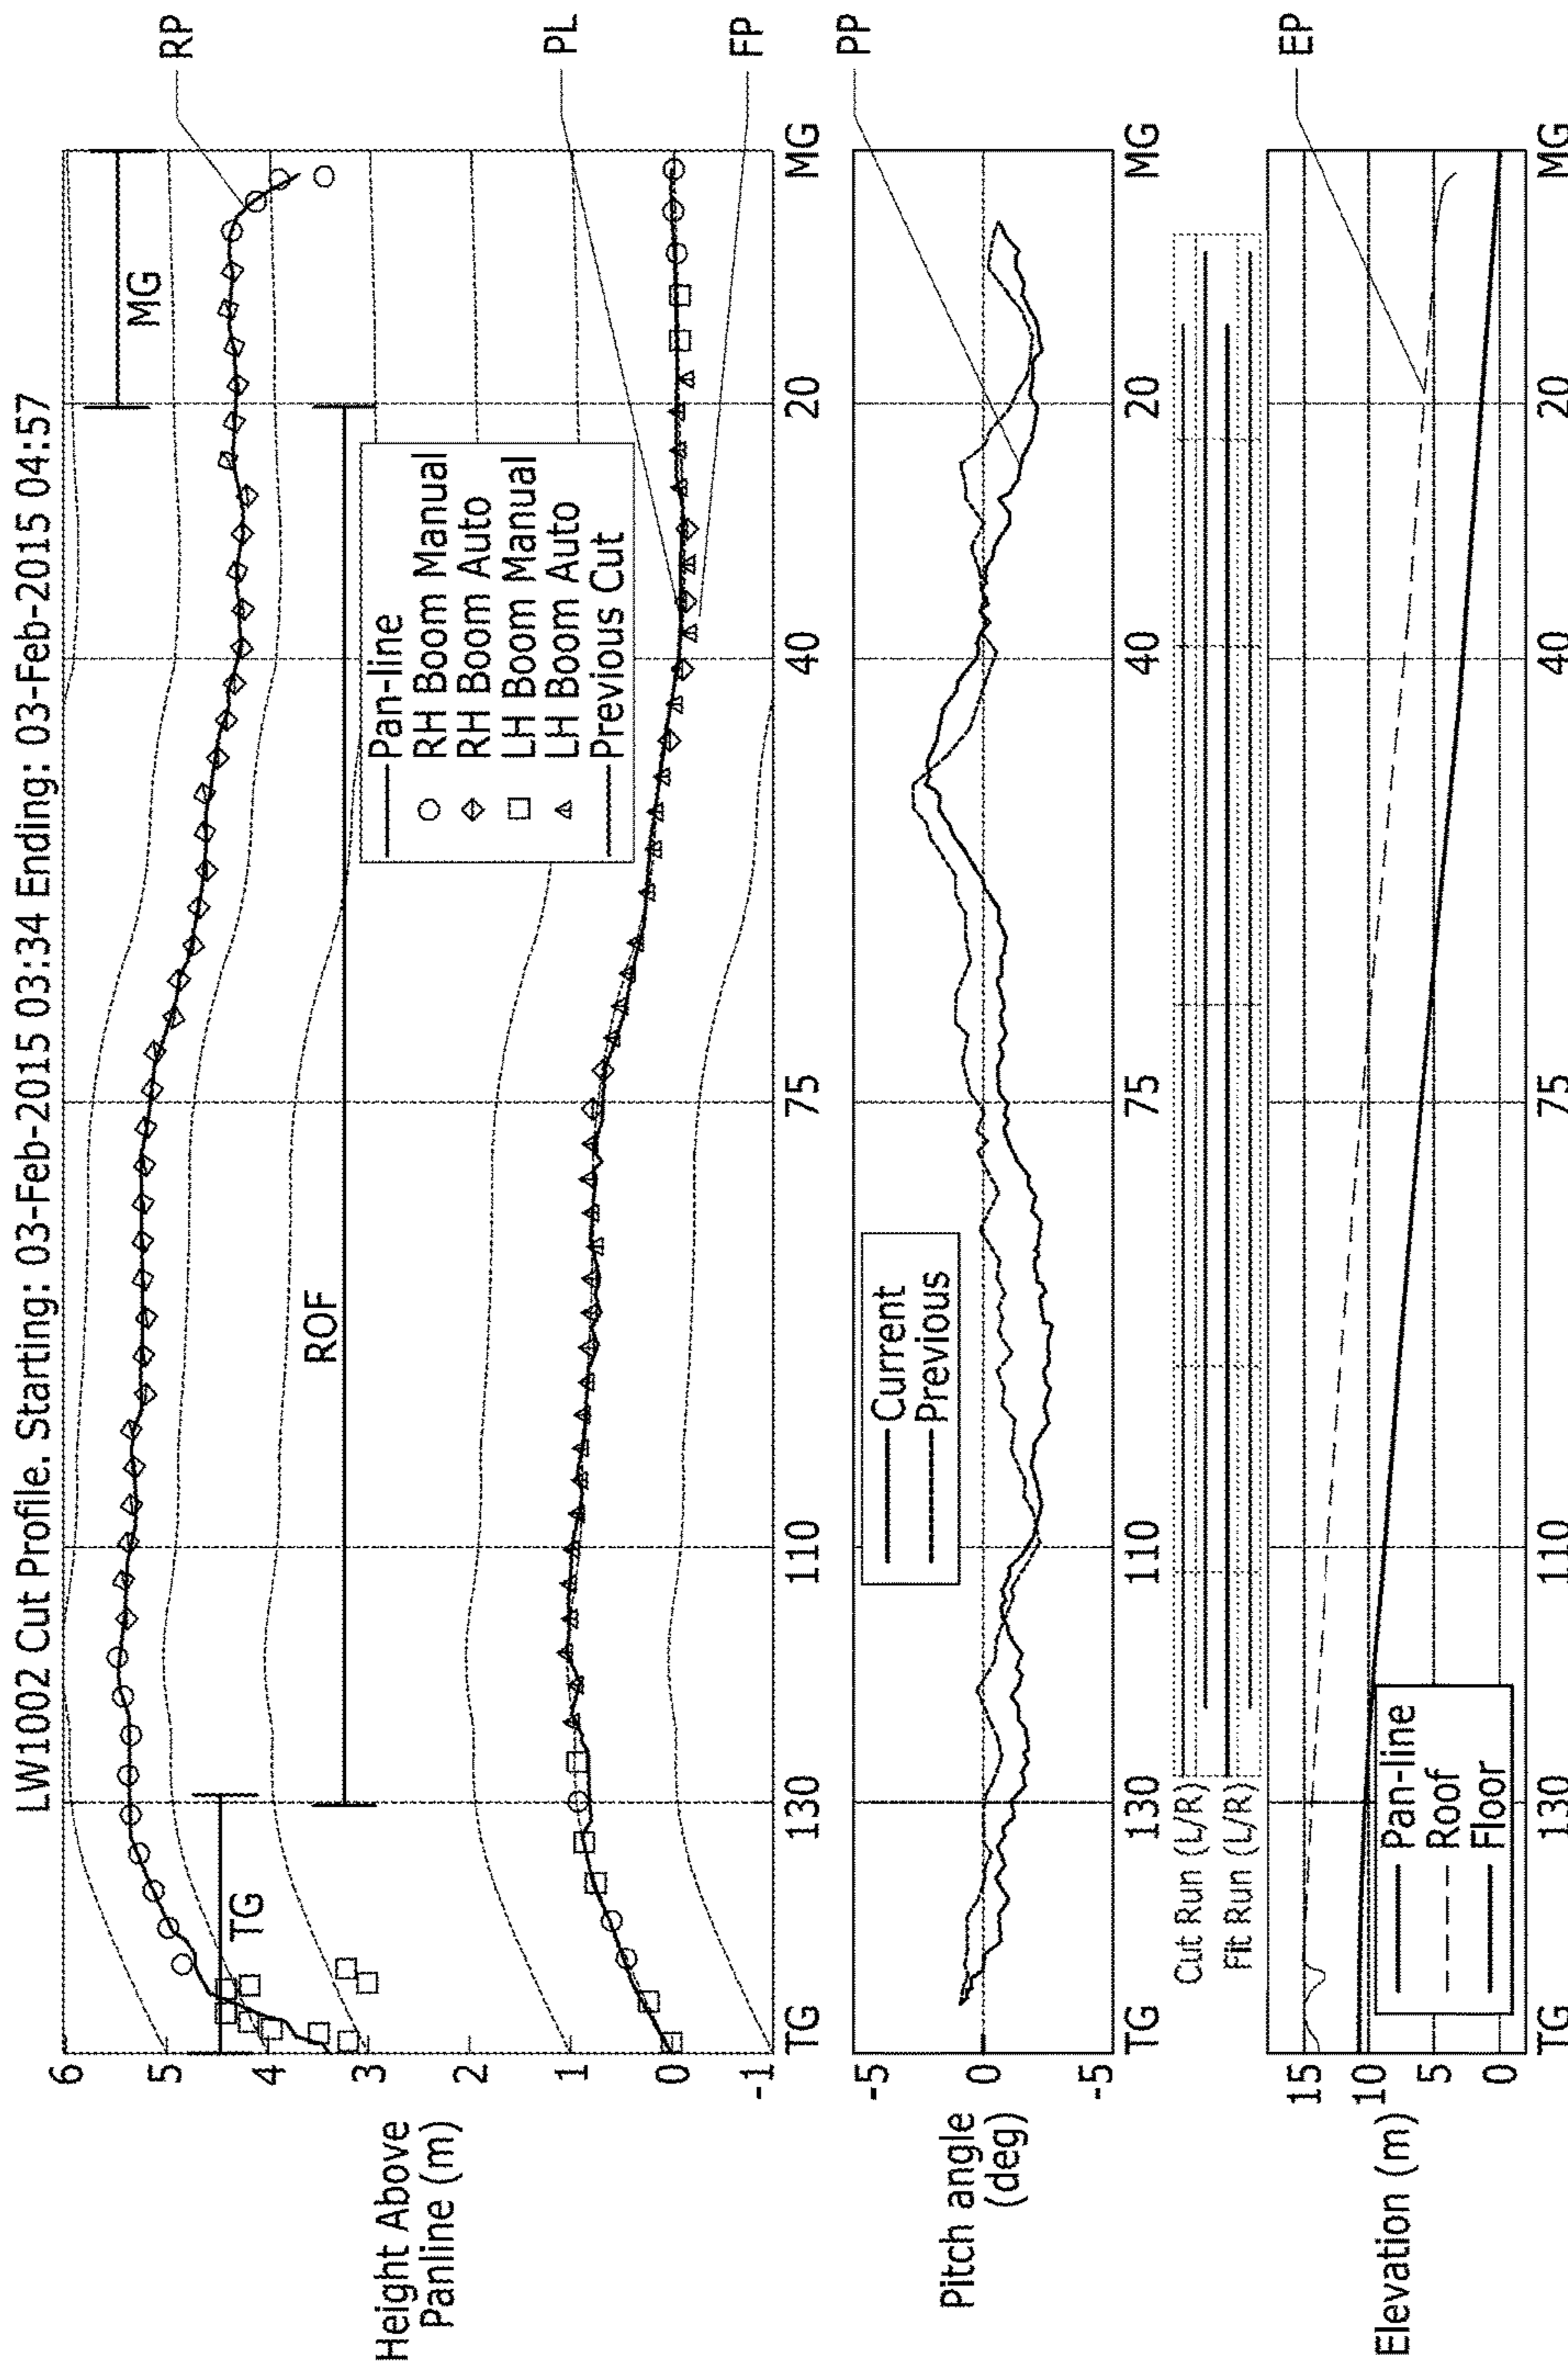 LW1002 Cut Profile. Starting: 03-Feb-2015 03:34 Ending: 03-Feb-2015 04:57
Height Above
Panline (m)
6
5
4
3
2
1
0
-1
TG
ROF
MG
RP
PL
FP
Pan-line
RH Boom Manual
RH Boom Auto
LH Boom Manual
LH Boom Auto
Previous Cut
TG
130
110
75
40
20
MG
Pitch angle
(deg)
-5
0
-5
Current
Previous
PP
TG
130
110
75
40
20
MG
Cut Run (L/R)
Flt Run (L/R)
Elevation (m)
15
10
5
0
Pan-line
Roof
Floor
EP
TG
130
110
75
40
20
MG